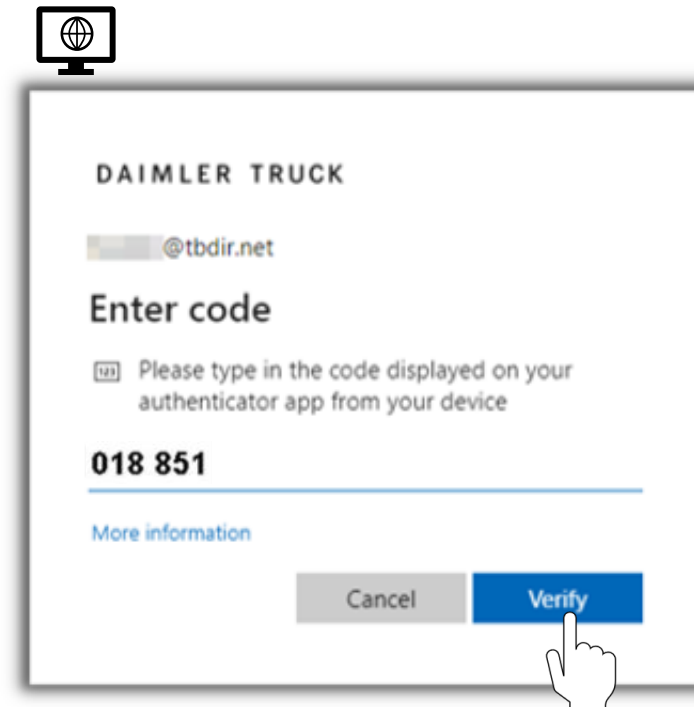 DAIMLER TRUCK
@tbdir.net
Enter code
123 Please type in the code displayed on your
authenticator app from your device
018 851
More information
Cancel Verify